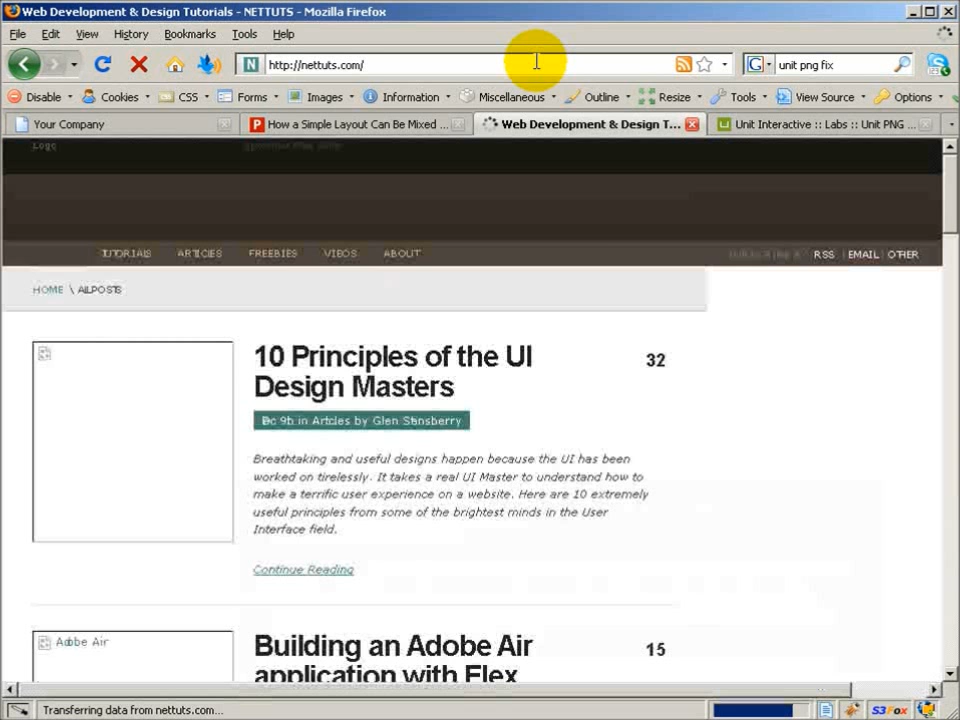 Web Development & Design Tutorials - NETTUTS - Mozilla Firefox
File Edit View History Bookmarks Tools Help
http://nettuts.com/ unit png fix
Disable Cookies CSS Forms Images Information Miscellaneous Outline Resize Tools View Source Options
Your Company How a Simple Layout Can Be Mixed ... Web Development & Design T... Unit Interactive :: Labs :: Unit PNG ...
Logo
TUTORIALS ARTICLES FREEBIES VIDEOS ABOUT RSS EMAIL OTHER
HOME \ ALL POSTS
10 Principles of the UI 32
Design Masters
Dec 9th in Articles by Glen Stansberry
Breathtaking and useful designs happen because the UI has been
worked on tirelessly. It takes a real UI Master to understand how to
make a terrific user experience on a website. Here are 10 extremely
useful principles from some of the brightest minds in the User
Interface field.
Continue Reading
Adobe Air
Building an Adobe Air 15
application with Flex
Transferring data from nettuts.com... S3Fox